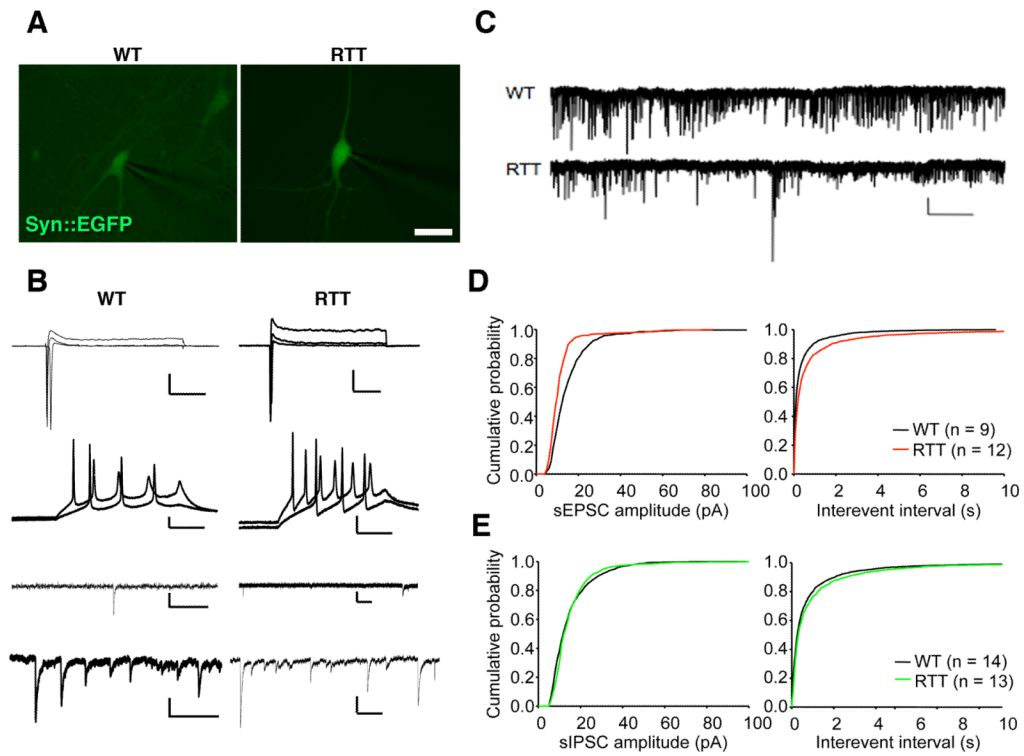 A
WT
RTT
Syn::EGFP
B
WT
RTT
C
WT
RTT
D
Cumulative probability
1.0
0.8
0.6
0.4
0.2
0.0
0
20
40
60
80
100
sEPSC amplitude (pA)
1.0
0.8
0.6
0.4
0.2
0.0
0
2
4
6
8
10
Interevent interval (s)
WT (n = 9)
RTT (n = 12)
E
Cumulative probability
1.0
0.8
0.6
0.4
0.2
0.0
0
20
40
60
80
100
sIPSC amplitude (pA)
1.0
0.8
0.6
0.4
0.2
0.0
0
2
4
6
8
10
Interevent interval (s)
WT (n = 14)
RTT (n = 13)